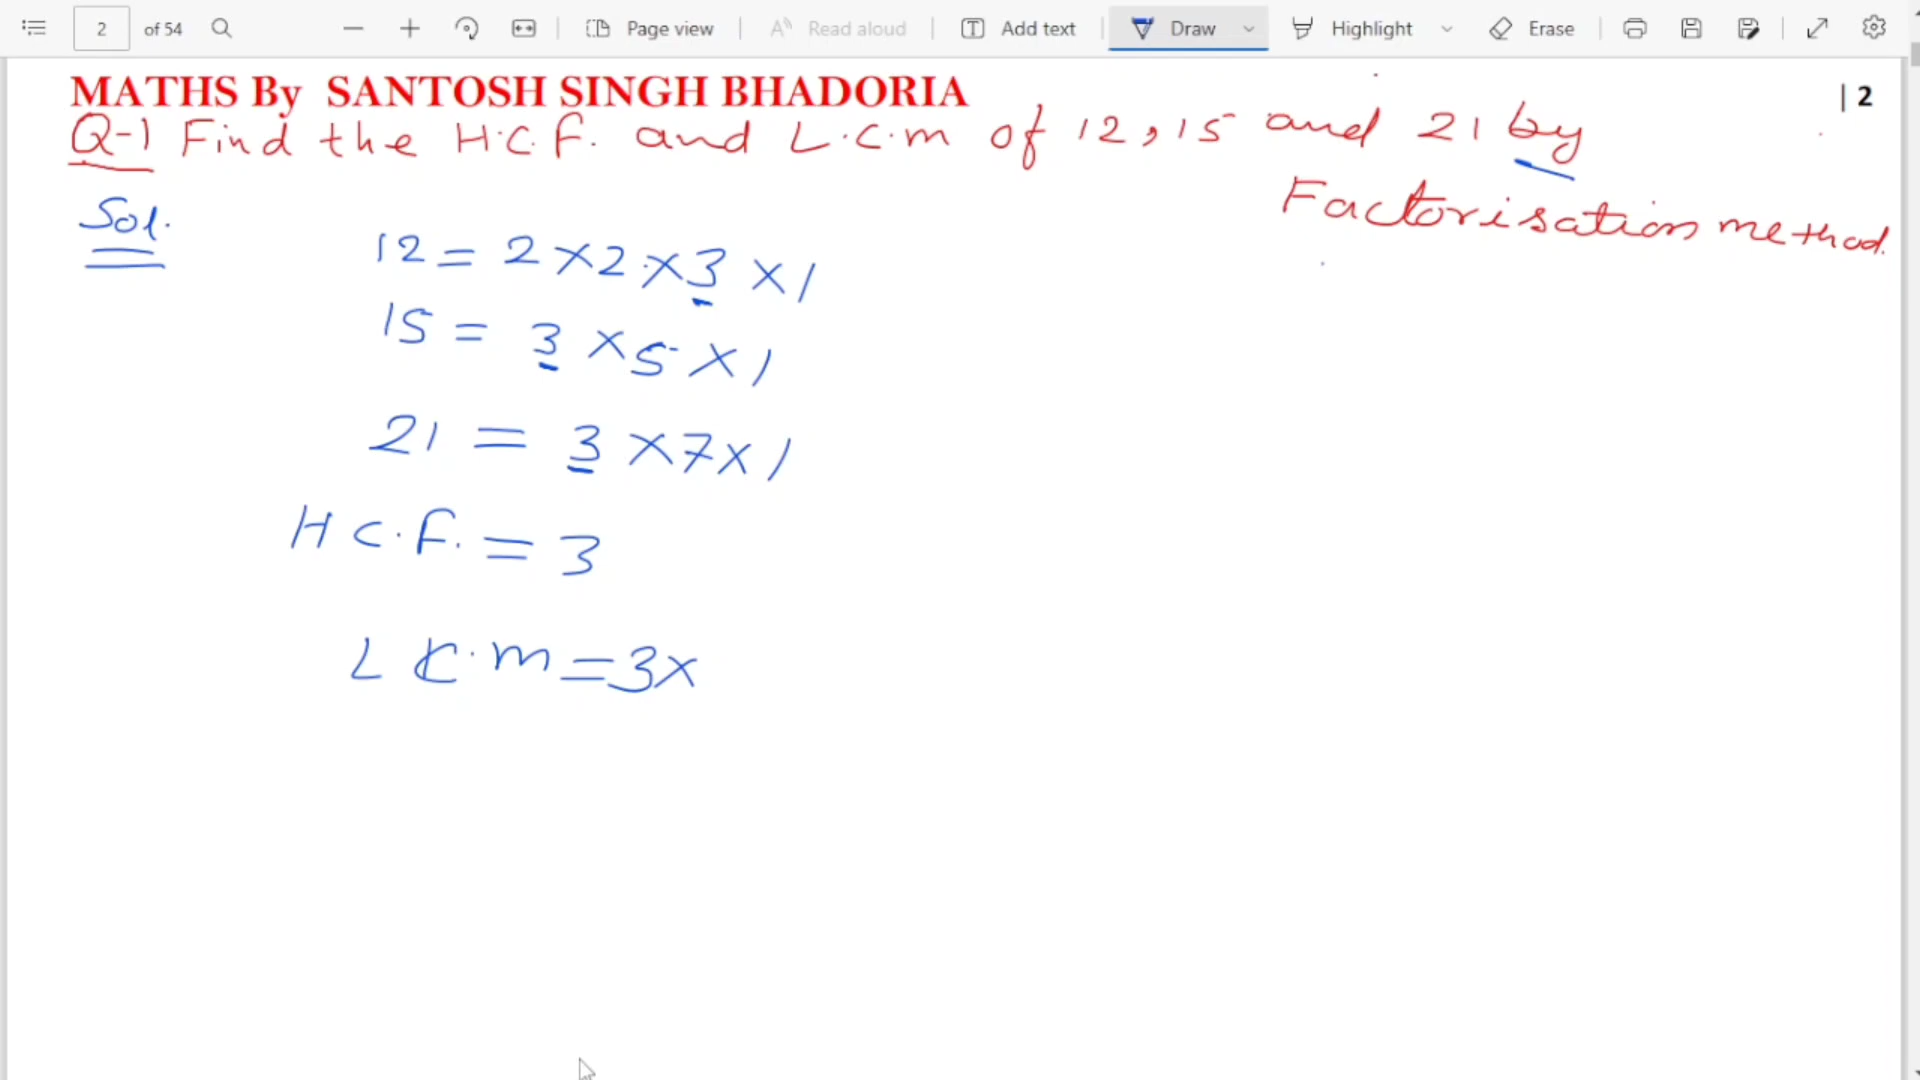 2 of 54 Page view Read aloud Add text Draw Highlight Erase
MATHS By SANTOSH SINGH BHADORIA
| 2
Q-1 Find the H.C.F. and L.C.M of 12, 15 and 21 by
Factorisation method.
Sol.
12 = 2 × 2 × 3 × 1
15 = 3 × 5 × 1
21 = 3 × 7 × 1
H C.F. = 3
L C.M = 3×